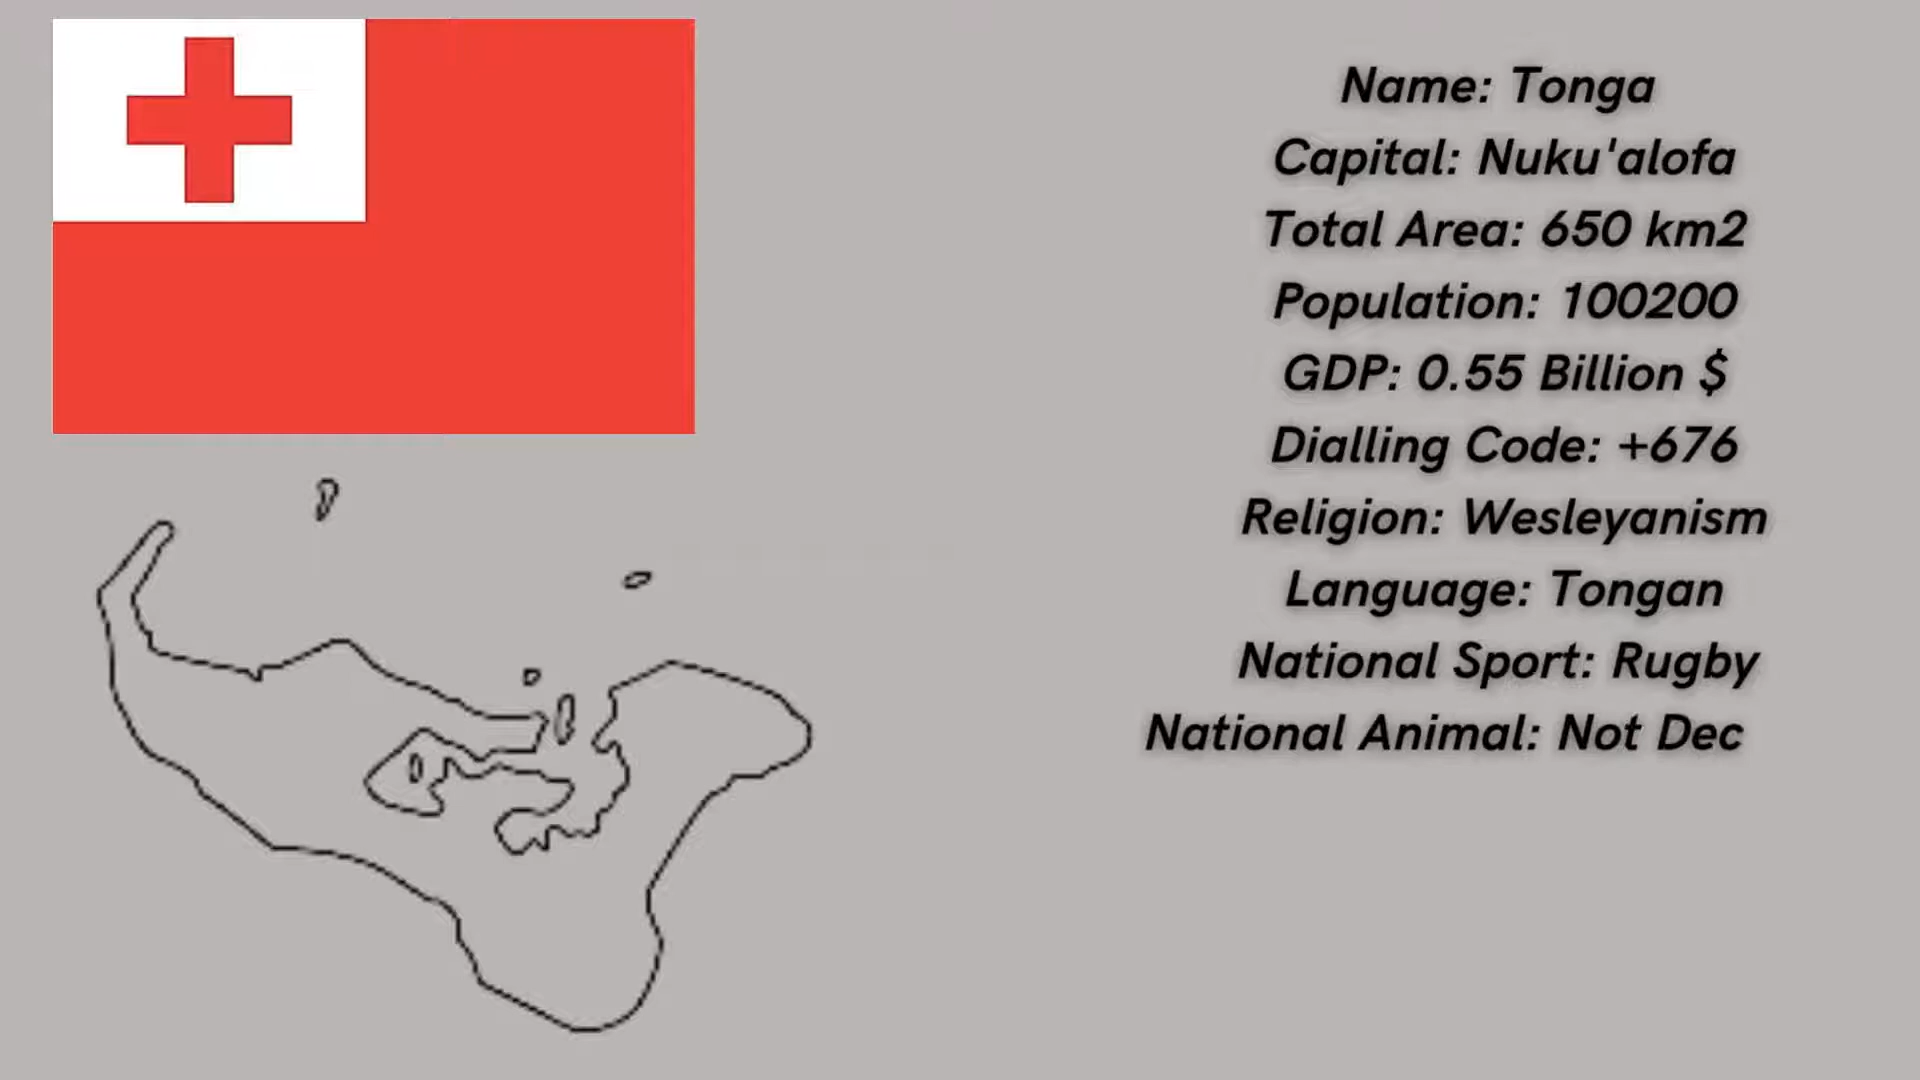 Name: Tonga
Capital: Nuku'alofa
Total Area: 650 km2
Population: 100200
GDP: 0.55 Billion $
Dialling Code: +676
Religion: Wesleyanism
Language: Tongan
National Sport: Rugby
National Animal: Not Dec